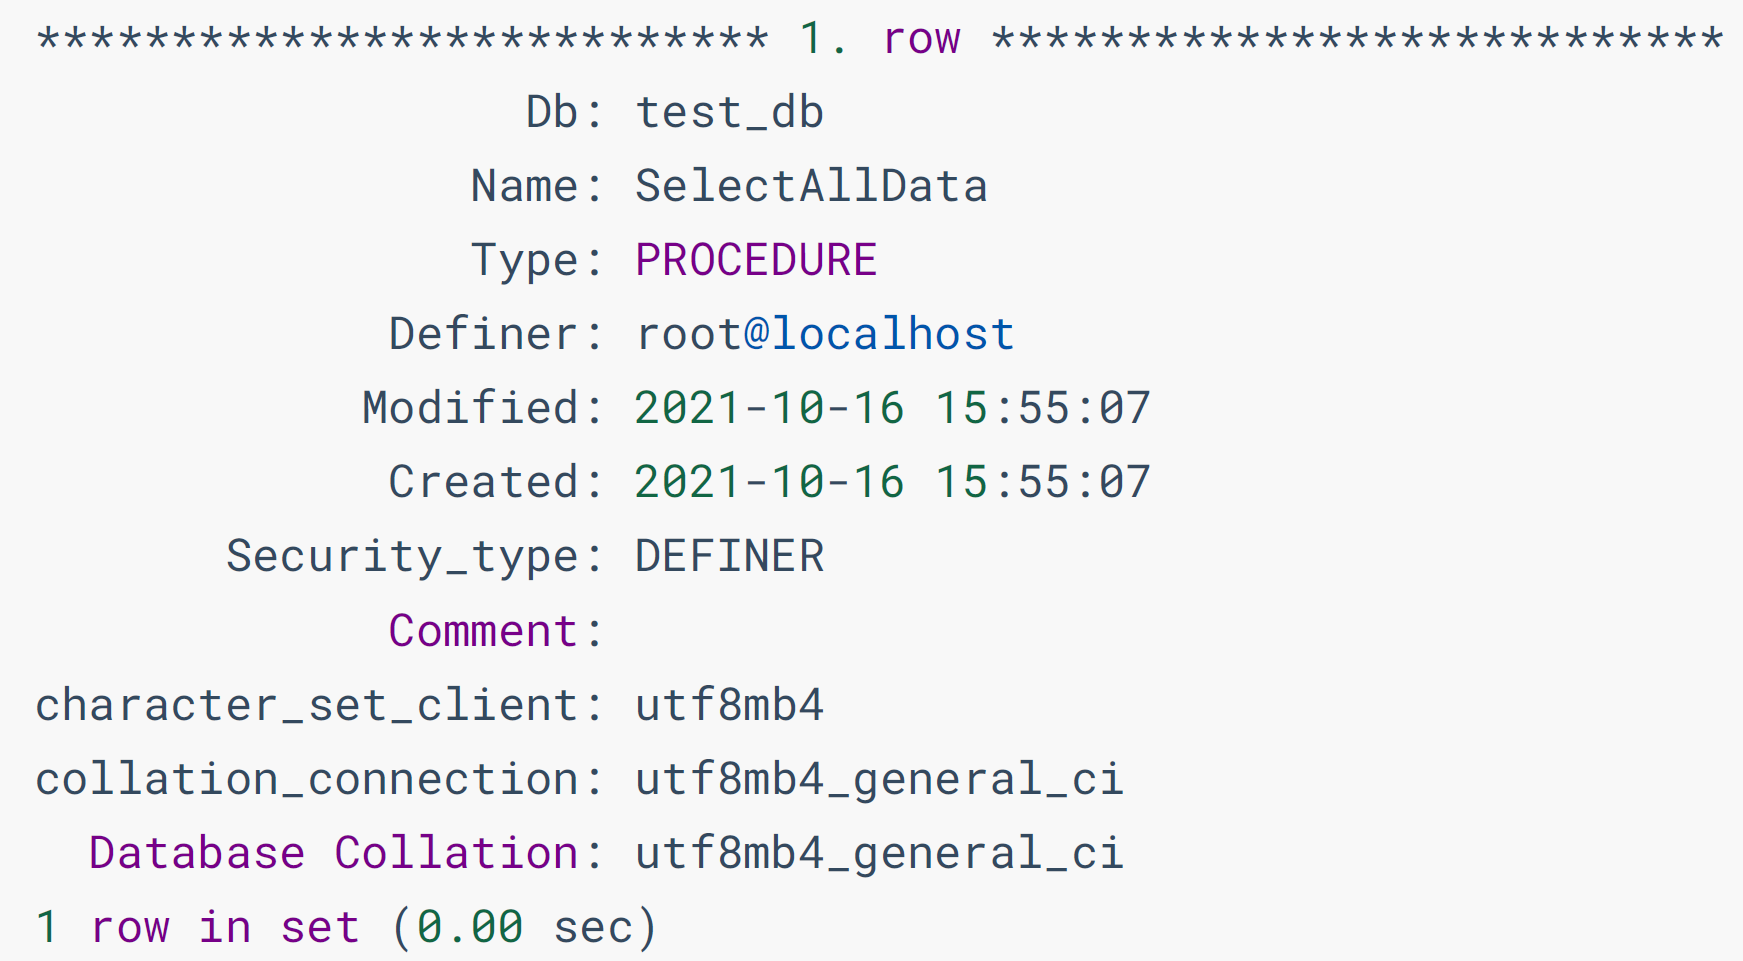 *************************** 1. row ***************************
Db: test_db
Name: SelectAllData
Type: PROCEDURE
Definer: root@localhost
Modified: 2021-10-16 15:55:07
Created: 2021-10-16 15:55:07
Security_type: DEFINER
Comment:
character_set_client: utf8mb4
collation_connection: utf8mb4_general_ci
Database Collation: utf8mb4_general_ci
1 row in set (0.00 sec)